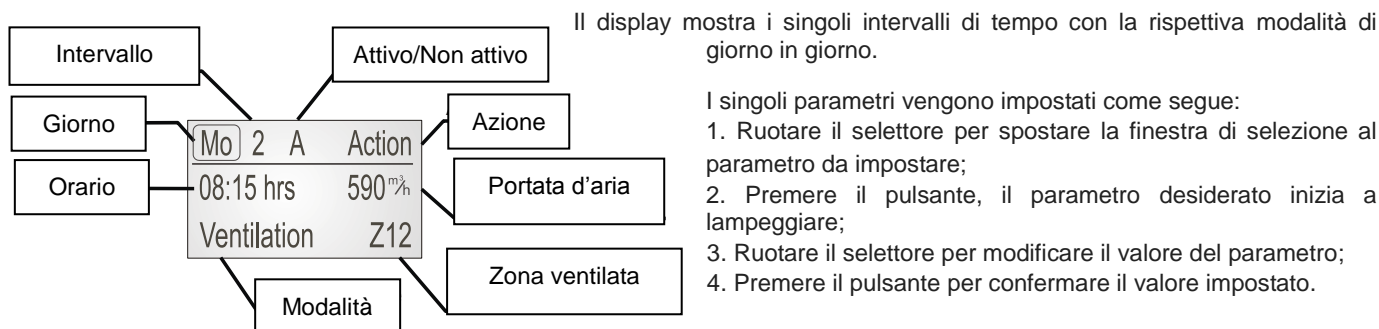 Il display mostra i singoli intervalli di tempo con la rispettiva modalità di
giorno in giorno.
Intervallo
Attivo/Non attivo
Giorno
Azione
Orario
Portata d'aria
Zona ventilata
Modalità
Mo 2 A Action
08:15 hrs 590 m³/h
Ventilation Z12
I singoli parametri vengono impostati come segue:
1. Ruotare il selettore per spostare la finestra di selezione al
parametro da impostare;
2. Premere il pulsante, il parametro desiderato inizia a
lampeggiare;
3. Ruotare il selettore per modificare il valore del parametro;
4. Premere il pulsante per confermare il valore impostato.